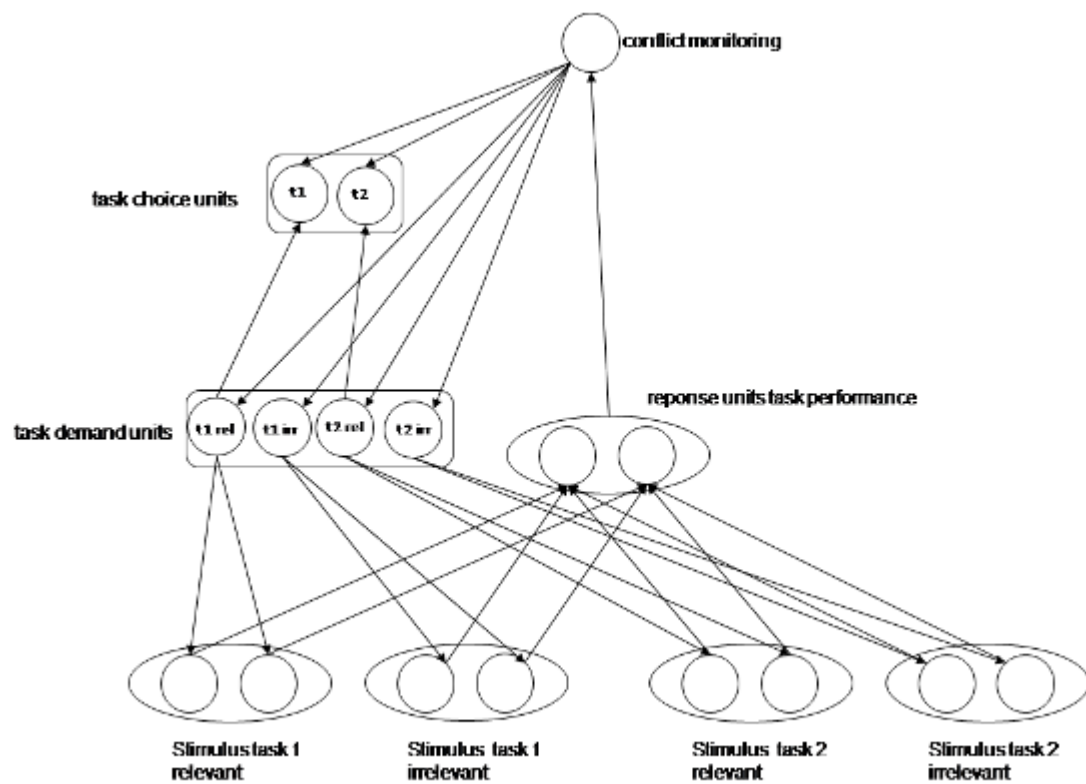 conflict monitoring
t1
t2
task choice units
reponse units task performance
task demand units
t1 rel
t1 irr
t2 rel
t2 irr
Stimulus task 1
relevant
Stimulus task 1
irrelevant
Stimulus task 2
relevant
Stimulus task 2
irrelevant